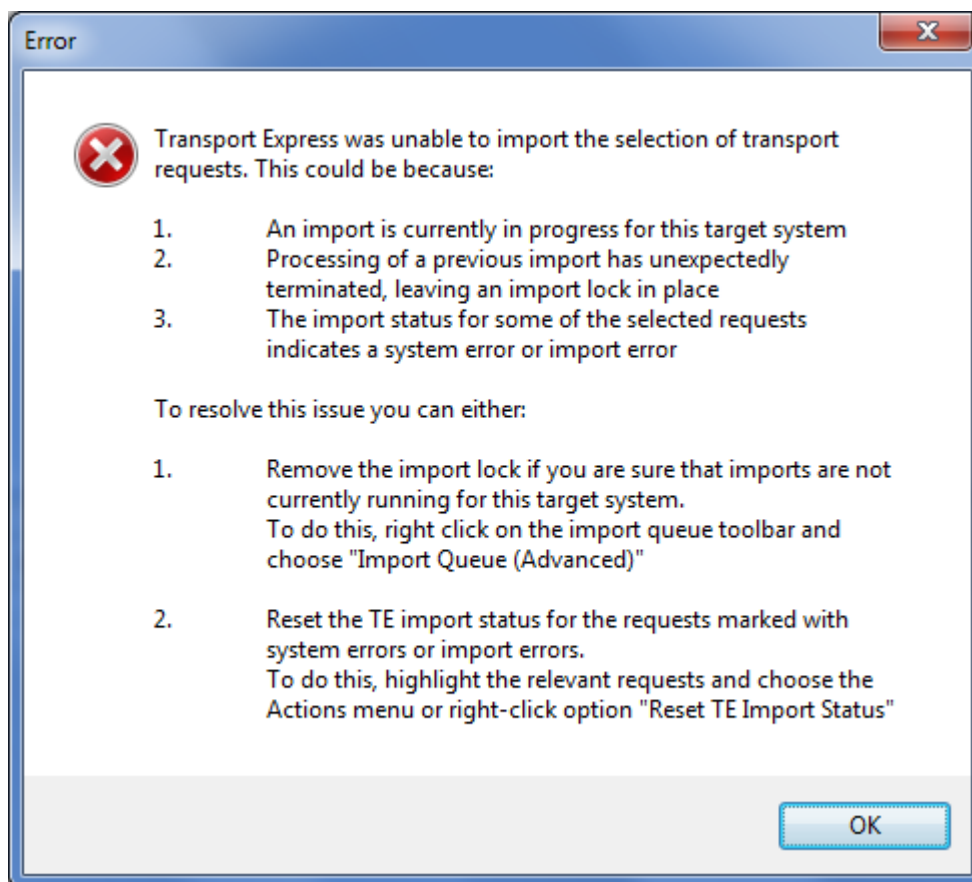 Error
Transport Express was unable to import the selection of transport
requests. This could be because:
1. An import is currently in progress for this target system
2. Processing of a previous import has unexpectedly
terminated, leaving an import lock in place
3. The import status for some of the selected requests
indicates a system error or import error
To resolve this issue you can either:
1. Remove the import lock if you are sure that imports are not
currently running for this target system.
To do this, right click on the import queue toolbar and
choose "Import Queue (Advanced)"
2. Reset the TE import status for the requests marked with
system errors or import errors.
To do this, highlight the relevant requests and choose the
Actions menu or right-click option "Reset TE Import Status"
OK